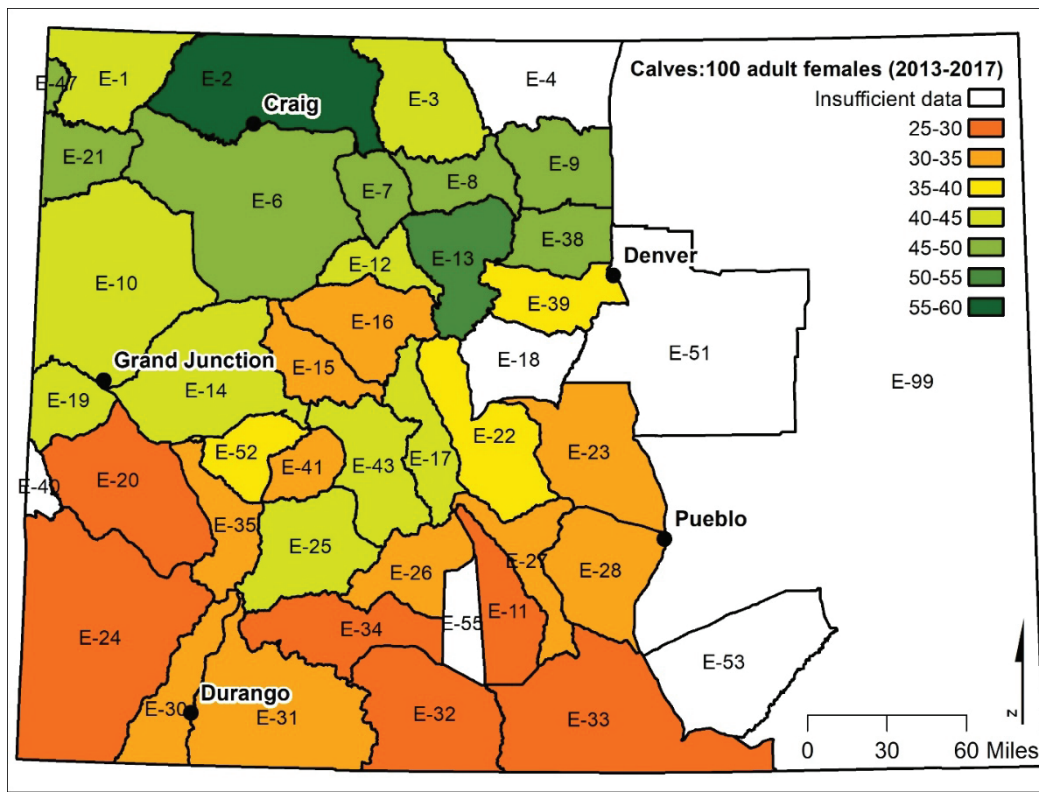 Calves:100 adult females (2013-2017)
Insufficient data
25-30
30-35
35-40
40-45
45-50
50-55
55-60
E-47
E-1
E-2
E-3
E-4
Craig
E-21
E-6
E-7
E-8
E-9
E-10
E-12
E-13
E-38
Denver
E-39
E-16
E-15
E-18
E-51
E-99
Grand Junction
E-14
E-19
E-52
E-41
E-43
E-17
E-22
E-23
E-40
E-20
E-35
E-25
E-26
E-27
E-28
Pueblo
E-24
E-34
E-55
E-11
E-53
E-30
Durango
E-31
E-32
E-33
N
0 30 60 Miles